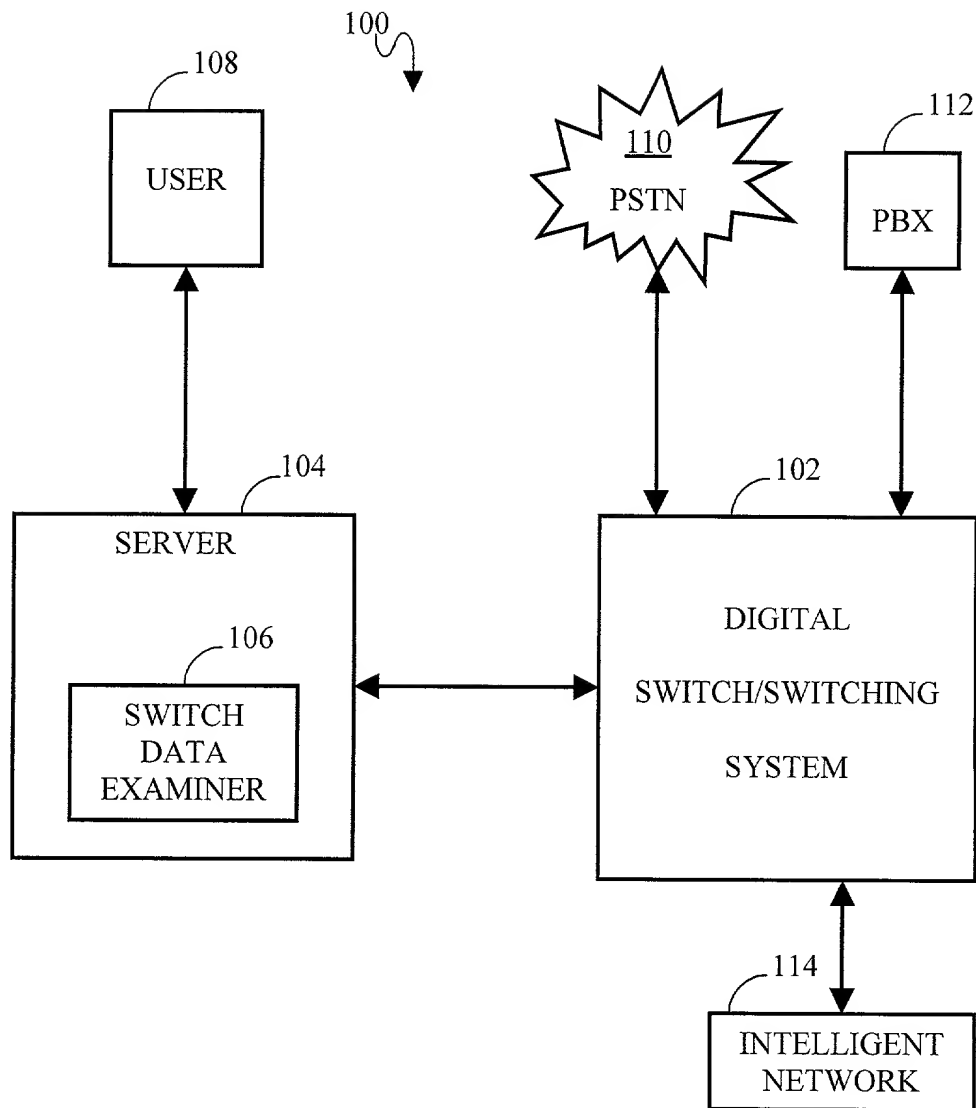 100
108
USER
110
PSTN
112
PBX
104
SERVER
102
DIGITAL
SWITCH/SWITCHING
SYSTEM
106
SWITCH
DATA
EXAMINER
114
INTELLIGENT
NETWORK